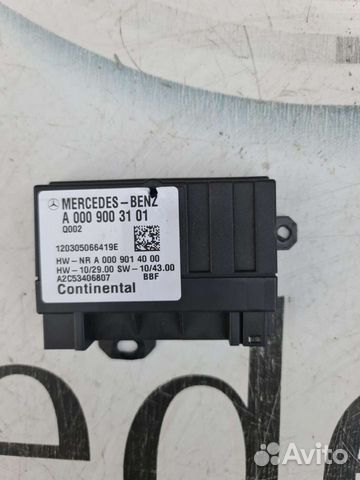 MERCEDES-BENZ
A 000 900 31 01
Q002
120305066419E
HW-NR A 000 901 40 00
HW-10/29.00 SW-10/43.00
A2C53406807 BBF
Continental
Avito